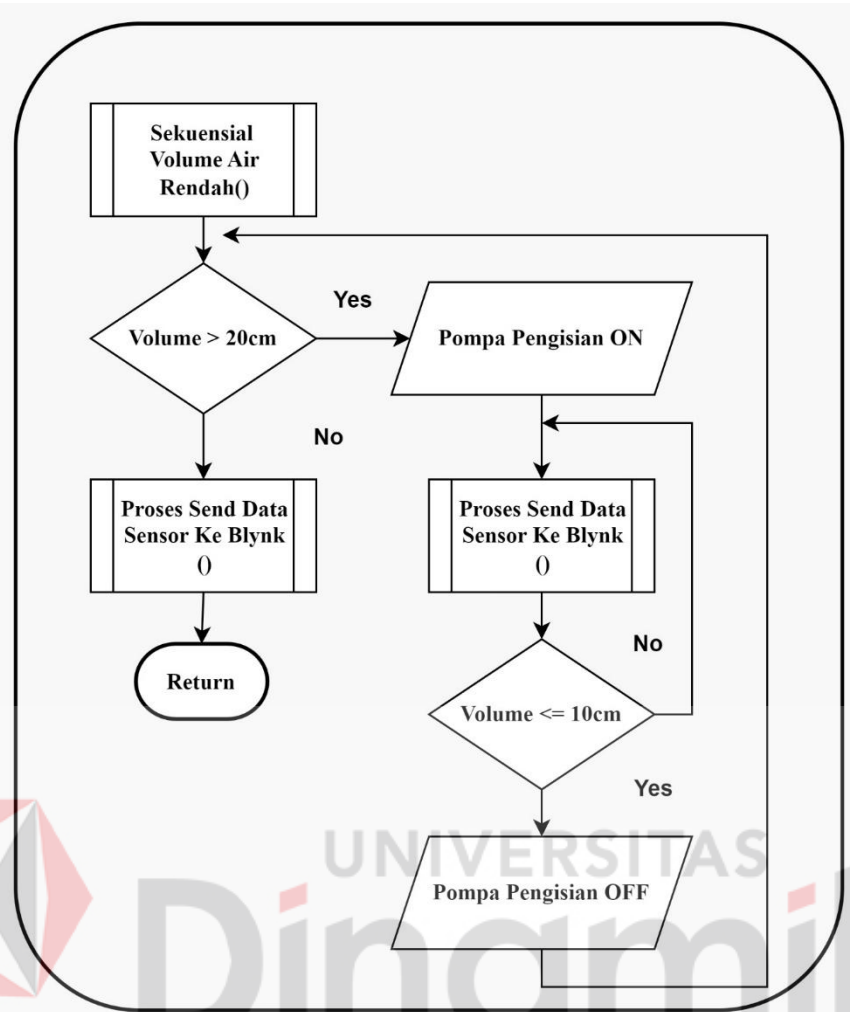 Sekuensial
Volume Air
Rendah()
Volume > 20cm
Yes
Pompa Pengisian ON
No
Proses Send Data
Sensor Ke Blynk
()
Proses Send Data
Sensor Ke Blynk
()
Return
No
Volume <= 10cm
Yes
Pompa Pengisian OFF
UNIVERSITAS
Dinami